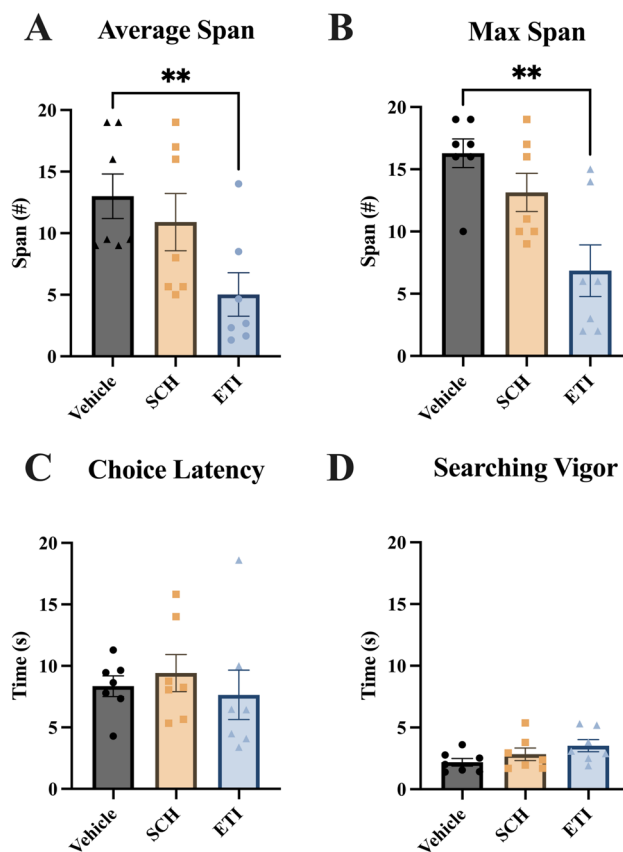 A Average Span
**
20
15
10
5
0
Span (#)
Vehicle
SCH
ETI
B Max Span
**
20
15
10
5
0
Span (#)
Vehicle
SCH
ETI
C Choice Latency
20
15
10
5
0
Time (s)
Vehicle
SCH
ETI
D Searching Vigor
20
15
10
5
0
Time (s)
Vehicle
SCH
ETI